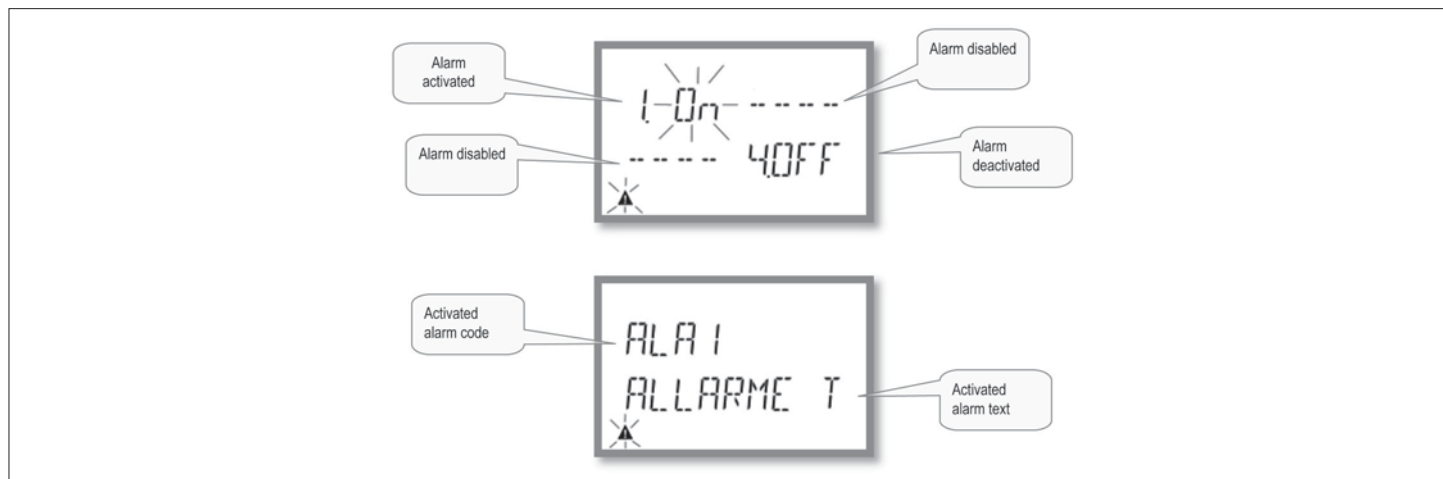 Alarm
activated
Alarm disabled
1. On ----
Alarm disabled
---- 4.OFF
Alarm
deactivated
Activated
alarm code
ALA1
ALLARME T
Activated
alarm text